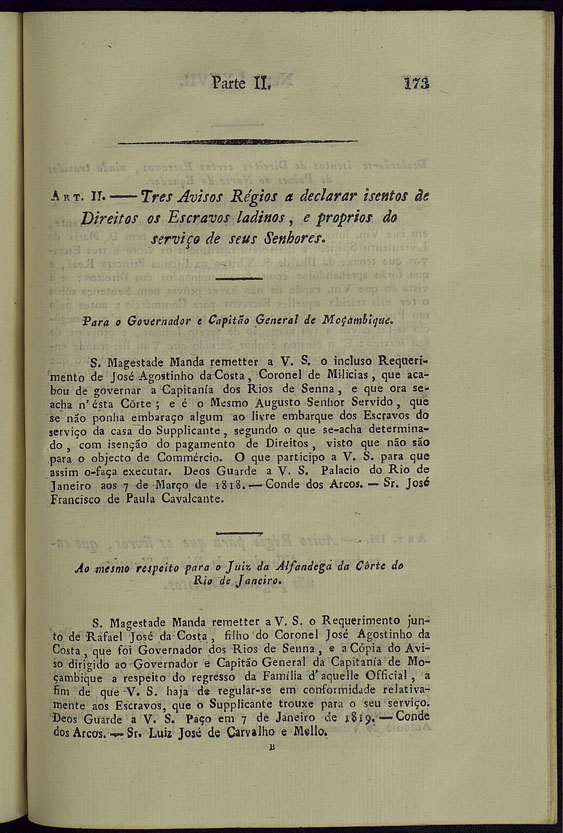 Parte II.
173
ART. II. — Tres Avisos Régios a declarar isentos de
Direitos os Escravos ladinos, e proprios do
serviço de seus Senhores.
Para o Governador e Capitão General de Moçambique.
S. Magestade Manda remetter a V. S. o incluso Requeri-
mento de José Agostinho da Costa, Coronel de Milicias, que aca-
bou de governar a Capitanía dos Rios de Senna, e que ora se-
acha n'ésta Côrte; e é o Mesmo Augusto Senhor Servido, que
se não ponha embaraço algum ao livre embarque dos Escravos do
serviço da casa do Supplicante, segundo o que se-acha determina-
do, com isenção do pagamento de Direitos, visto que não são
para o objecto de Commércio. O que participo a V. S. para que
assim o-faça executar. Deos Guarde a V. S. Palacio do Rio de
Janeiro aos 7 de Março de 1818. — Conde dos Arcos. — Sr. José
Francisco de Paula Cavalcante.
Ao mesmo respeito para o Juiz da Alfandega da Côrte do
Rio de Janeiro.
S. Magestade Manda remetter a V. S. o Requerimento jun-
to de Rafael José da Costa, filho do Coronel José Agostinho da
Costa, que foi Governador dos Rios de Senna, e a Cópia do Avi-
so dirigido ao Governador e Capitão General da Capitanía de Mo-
çambique a respeito do regresso da Família d'aquelle Official, a
fim de que V. S. haja de regular-se em conformidade relativa-
mente aos Escravos, que o Supplicante trouxe para o seu serviço.
Deos Guarde a V. S. Paço em 7 de Janeiro de 1819. — Conde
dos Arcos. — Sr. Luiz José de Carvalho e Mello.
B